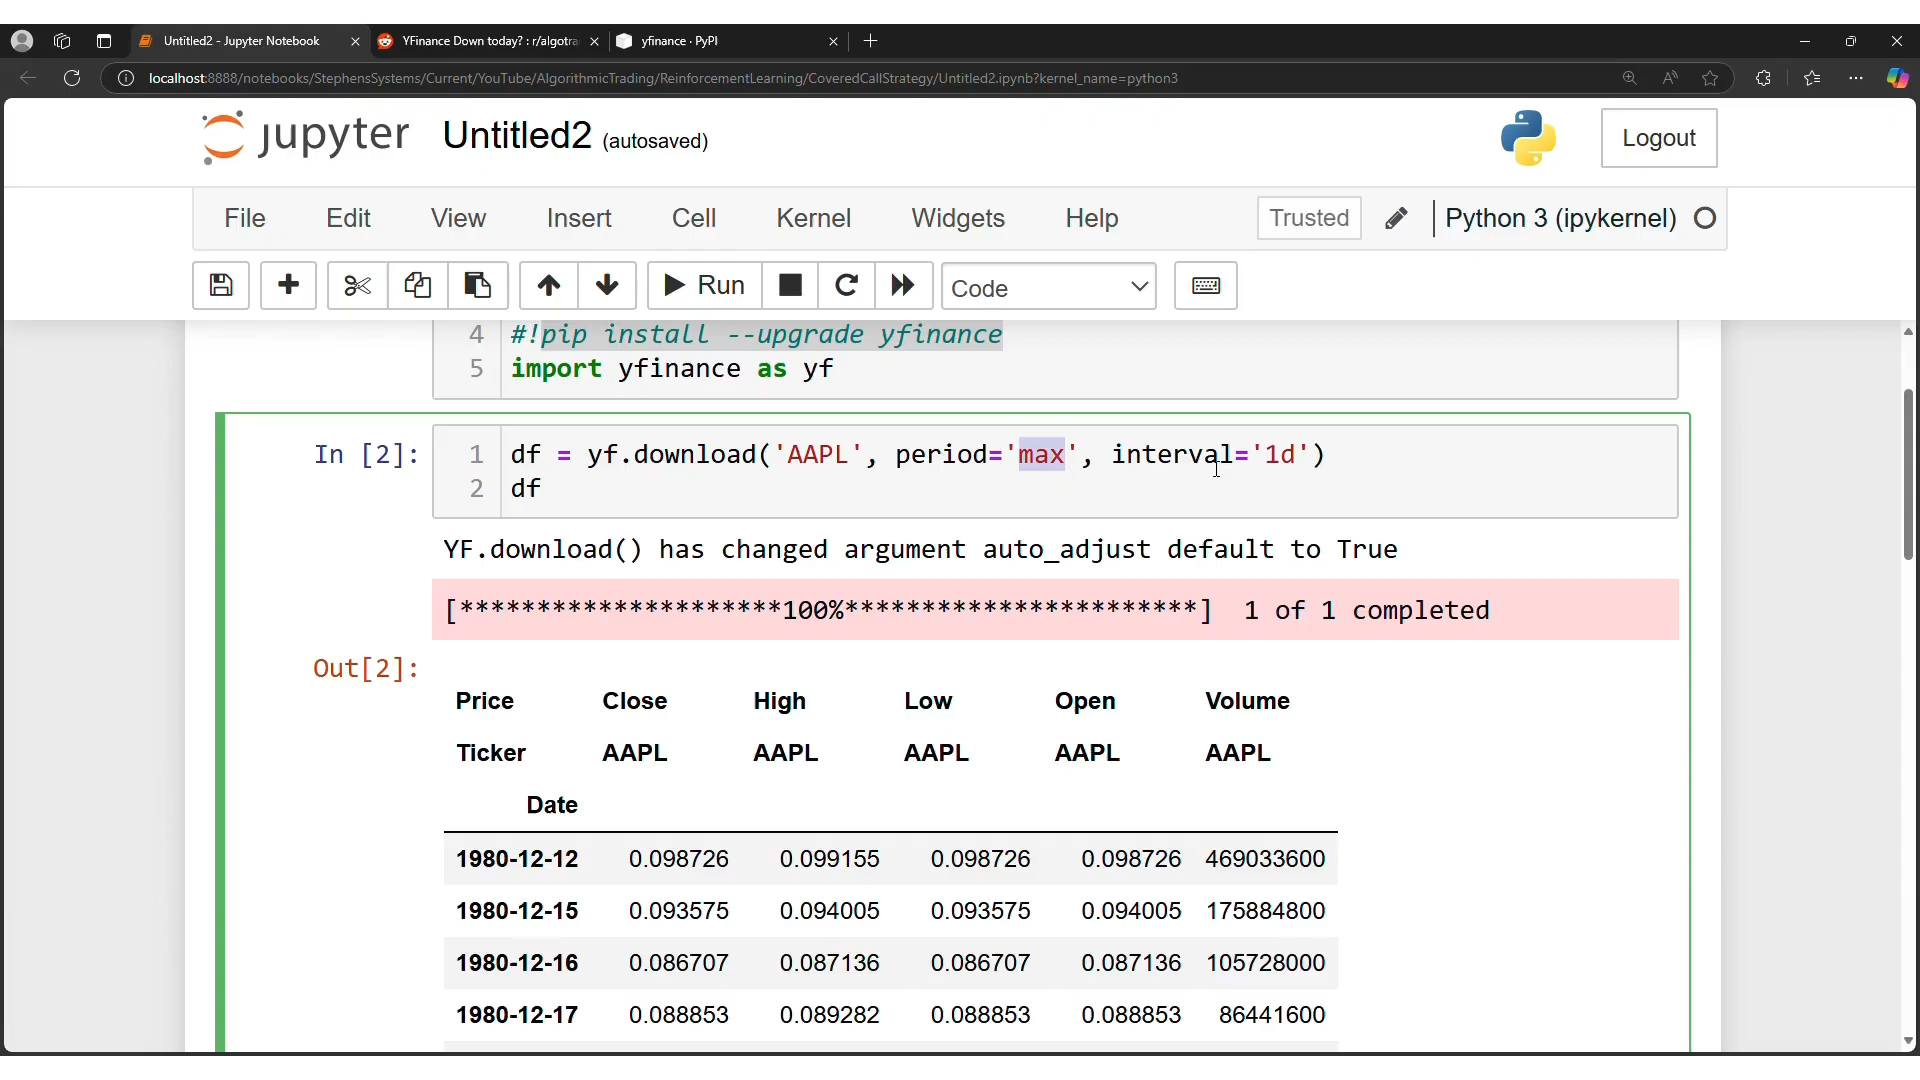 Untitled2 - Jupyter Notebook
YFinance Down today? : r/algotra
yfinance · PyPI
localhost:8888/notebooks/StephensSystems/Current/YouTube/AlgorithmicTrading/ReinforcementLearning/CoveredCallStrategy/Untitled2.ipynb?kernel_name=python3
jupyter Untitled2 (autosaved)
Logout
File Edit View Insert Cell Kernel Widgets Help
Trusted
Python 3 (ipykernel)
Run
Code
4 #!pip install --upgrade yfinance
5 import yfinance as yf
In [2]: 1 df = yf.download('AAPL', period='max', interval='1d')
2 df
YF.download() has changed argument auto_adjust default to True
[*********************100%***********************] 1 of 1 completed
Out[2]:
Price Close High Low Open Volume
Ticker AAPL AAPL AAPL AAPL AAPL
Date
1980-12-12 0.098726 0.099155 0.098726 0.098726 469033600
1980-12-15 0.093575 0.094005 0.093575 0.094005 175884800
1980-12-16 0.086707 0.087136 0.086707 0.087136 105728000
1980-12-17 0.088853 0.089282 0.088853 0.088853 86441600